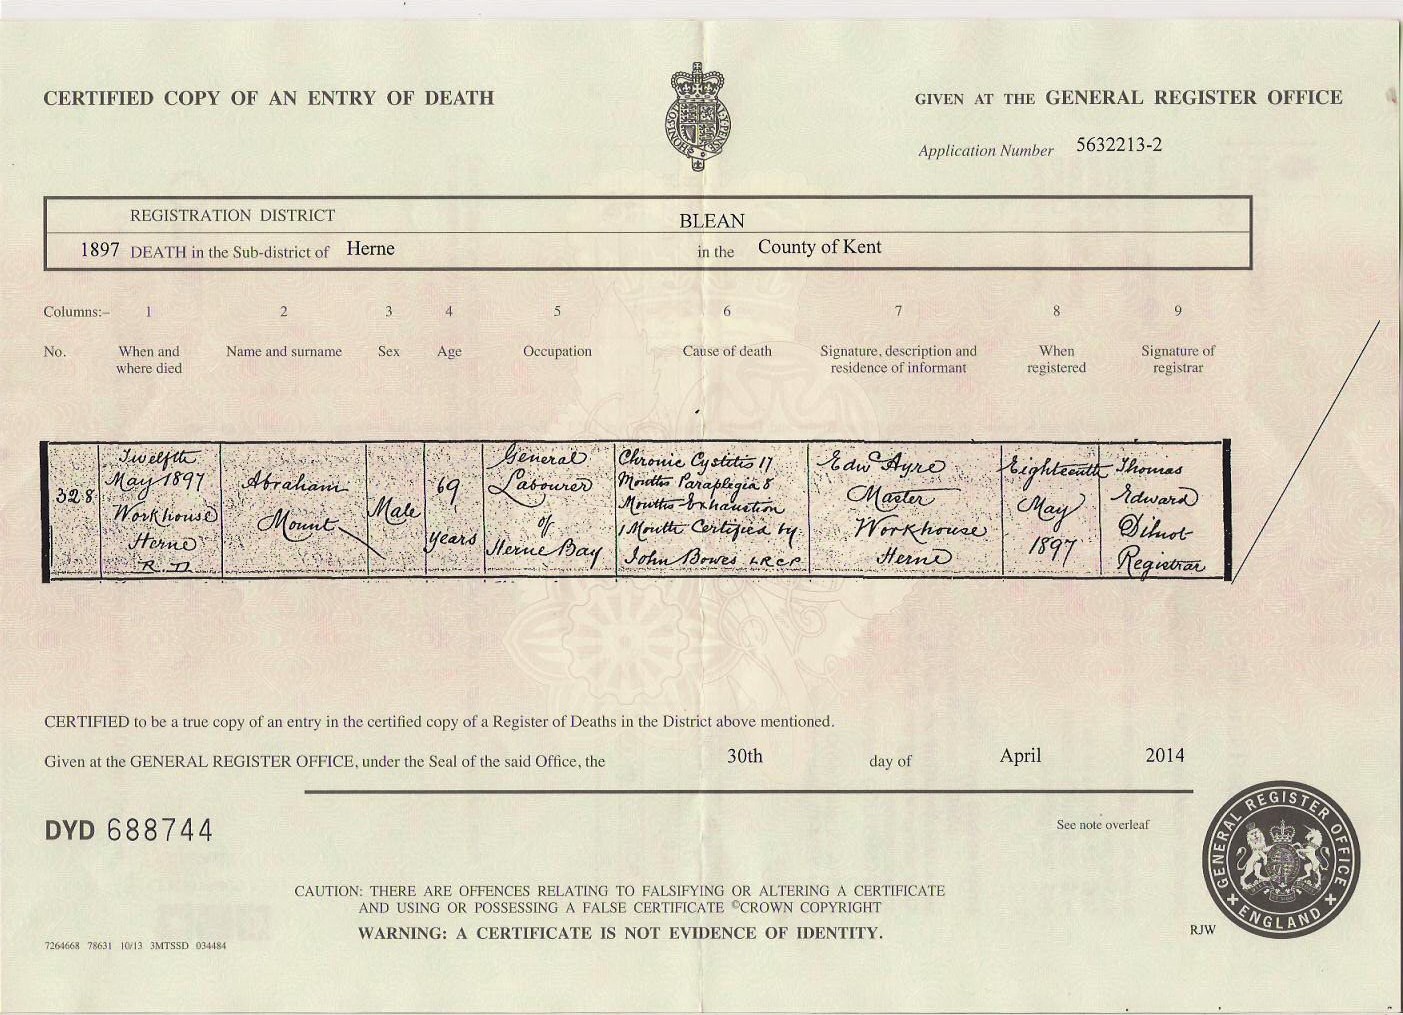 CERTIFIED COPY OF AN ENTRY OF DEATH
GIVEN AT THE GENERAL REGISTER OFFICE
Application Number 5632213-2
REGISTRATION DISTRICT BLEAN
1897 DEATH in the Sub-district of Herne in the County of Kent
Columns:– 1 2 3 4 5 6 7 8 9
No. When and where died Name and surname Sex Age Occupation Cause of death Signature, description and residence of informant When registered Signature of registrar
328
Twelfth
May 1897
Workhouse
Herne
R.D
Abraham
Mount
Male
69
years
General
Labourer
of
Herne Bay
Chronic Cystitis 17
Months Paraplegia 8
Months Exhaustion
1 Month Certified by
John Bowes LRCP
Edwd Ayre
Master
Workhouse
Herne
Eighteenth
May
1897
Thomas
Edward
Dilnot
Registrar
CERTIFIED to be a true copy of an entry in the certified copy of a Register of Deaths in the District above mentioned.
Given at the GENERAL REGISTER OFFICE, under the Seal of the said Office, the 30th day of April 2014
DYD 688744
See note overleaf
CAUTION: THERE ARE OFFENCES RELATING TO FALSIFYING OR ALTERING A CERTIFICATE
AND USING OR POSSESSING A FALSE CERTIFICATE ©CROWN COPYRIGHT
WARNING: A CERTIFICATE IS NOT EVIDENCE OF IDENTITY.
7264668 78631 10/13 3MTSSD 034484
RJW
GENERAL REGISTER OFFICE
ENGLAND